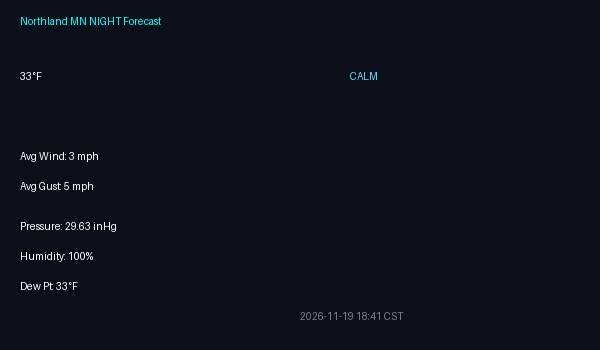 Northland MN NIGHT Forecast
33°F
CALM
Avg Wind: 3 mph
Avg Gust: 5 mph
Pressure: 29.63 inHg
Humidity: 100%
Dew Pt: 33°F
2026-11-19 18:41 CST